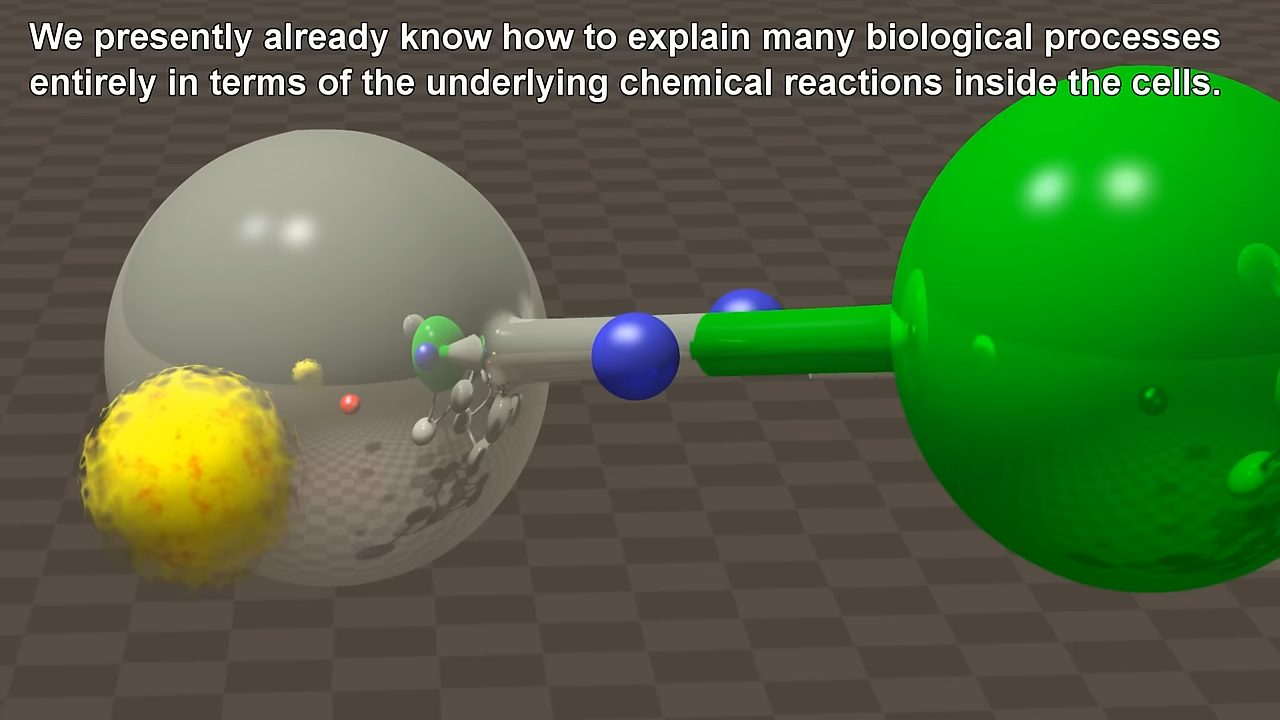 We presently already know how to explain many biological processes
entirely in terms of the underlying chemical reactions inside the cells.